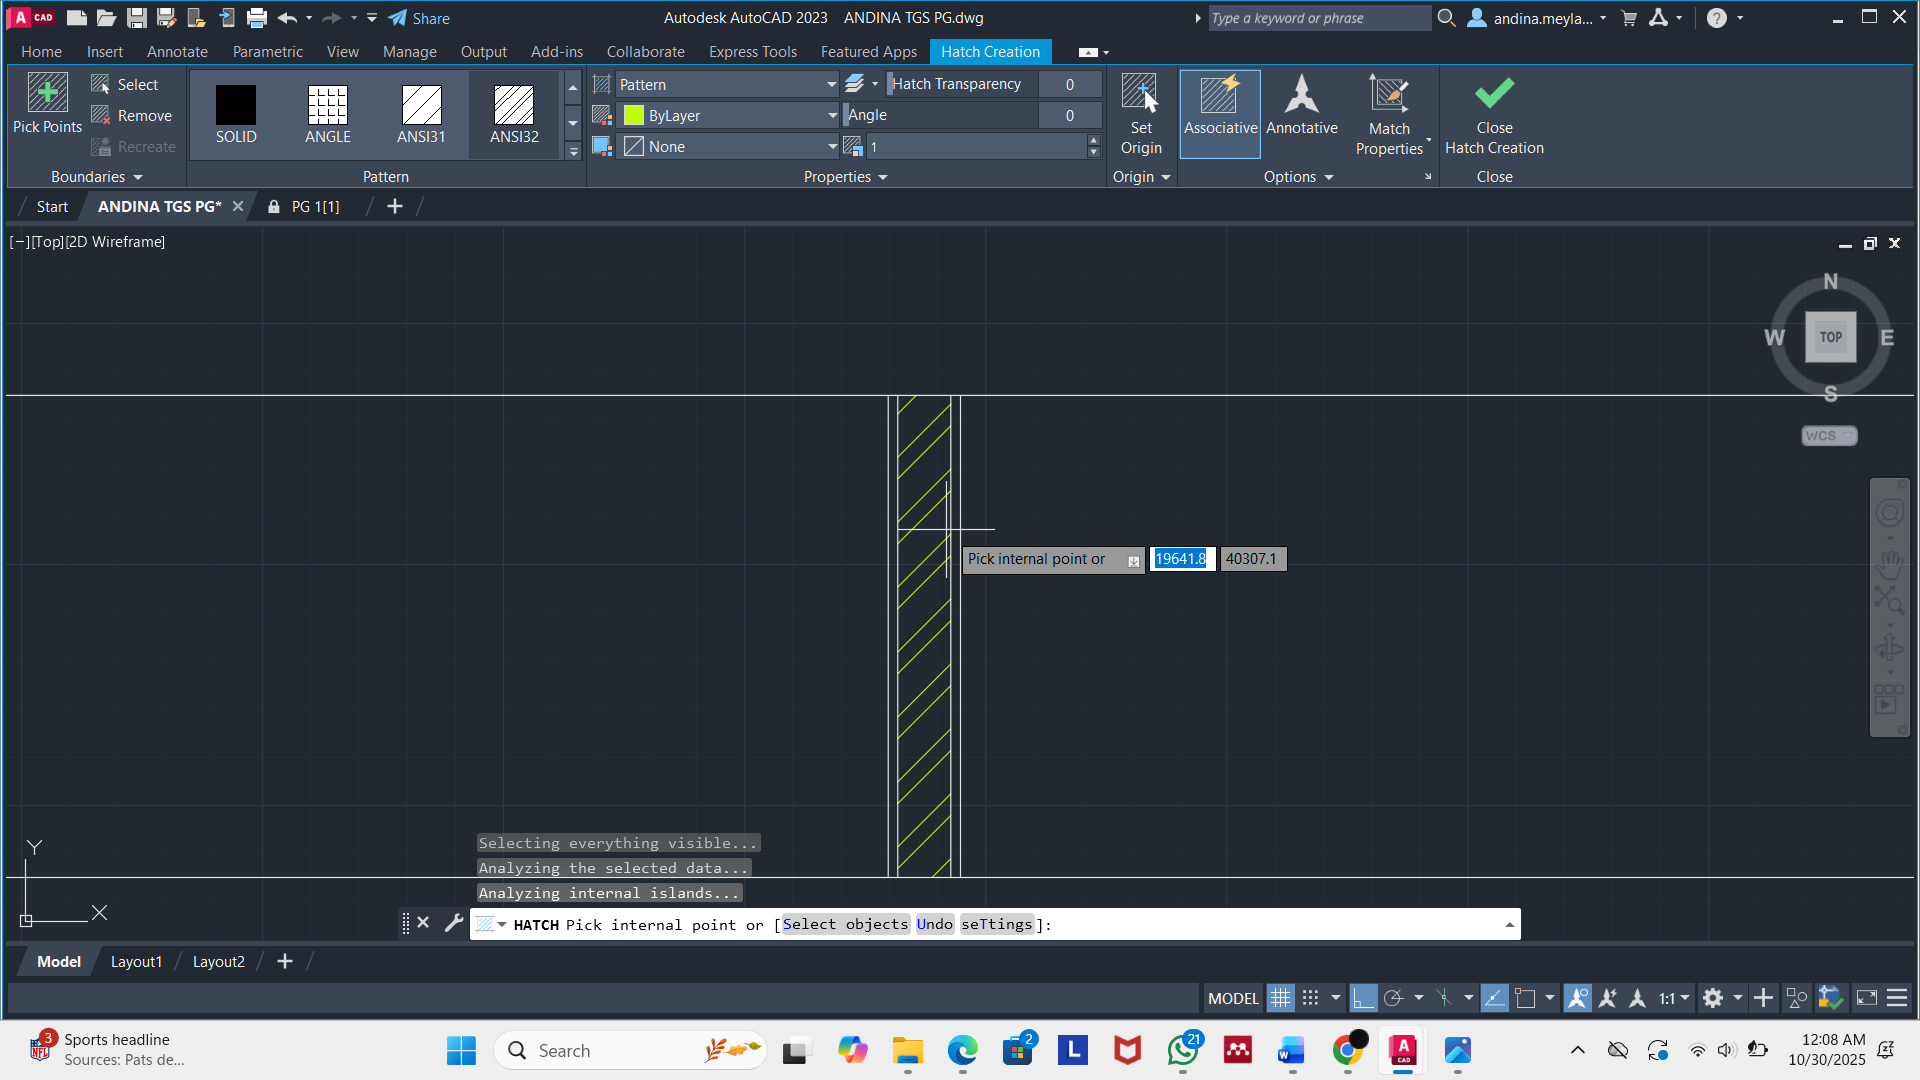 A CAD
Share
Autodesk AutoCAD 2023 ANDINA TGS PG.dwg
Type a keyword or phrase
andina.meyla...
Home Insert Annotate Parametric View Manage Output Add-ins Collaborate Express Tools Featured Apps Hatch Creation
Pick Points
Select
Remove
Recreate
Boundaries
SOLID ANGLE ANSI31 ANSI32
Pattern
Pattern
ByLayer
None
Hatch Transparency 0
Angle 0
1
Properties
Set
Origin
Origin
Associative Annotative
Match
Properties
Options
Close
Hatch Creation
Close
Start ANDINA TGS PG* PG 1[1]
[−][Top][2D Wireframe]
N
W TOP E
S
WCS
Pick internal point or 19641.8 40307.1
Y
X
Selecting everything visible...
Analyzing the selected data...
Analyzing internal islands...
HATCH Pick internal point or [Select objects Undo seTtings]:
Model Layout1 Layout2
MODEL 1:1
3
Sports headline
Sources: Pats de...
Search
2
L
21
W
A
CAD
12:08 AM
10/30/2025